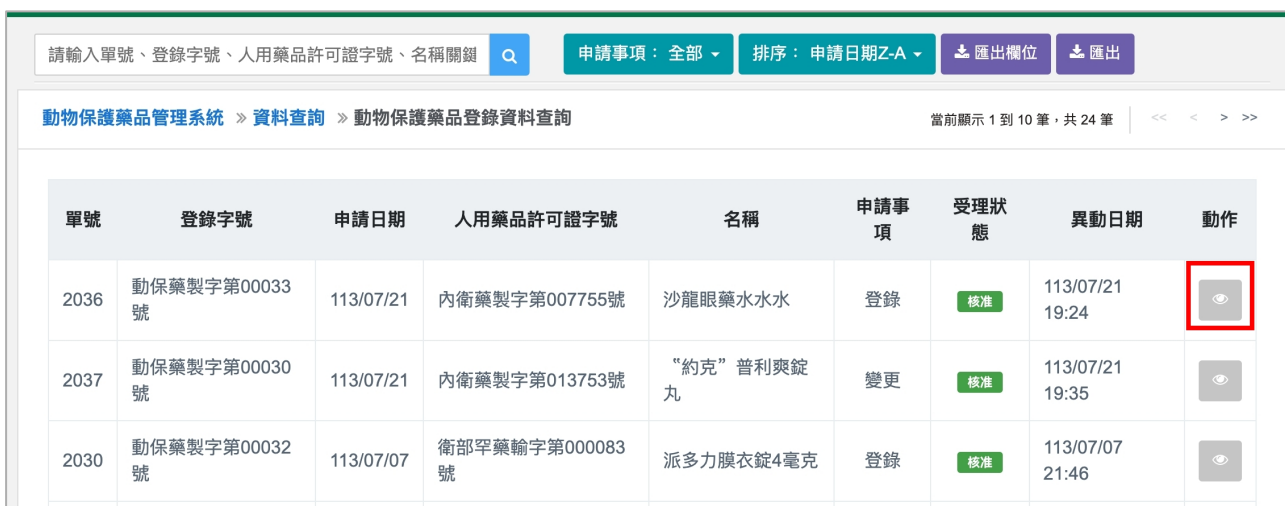 請輸入單號、登錄字號、人用藥品許可證字號、名稱關鍵
申請事項： 全部
排序： 申請日期Z-A
匯出欄位
匯出
動物保護藥品管理系統 » 資料查詢 » 動物保護藥品登錄資料查詢
當前顯示 1 到 10 筆，共 24 筆
<< < > >>
單號 登錄字號 申請日期 人用藥品許可證字號 名稱 申請事項 受理狀態 異動日期 動作
2036 動保藥製字第00033號 113/07/21 內衛藥製字第007755號 沙龍眼藥水水水 登錄 核准 113/07/21 19:24
2037 動保藥製字第00030號 113/07/21 內衛藥製字第013753號 〝約克”普利爽錠丸 變更 核准 113/07/21 19:35
2030 動保藥製字第00032號 113/07/07 衛部罕藥輸字第000083號 派多力膜衣錠4毫克 登錄 核准 113/07/07 21:46